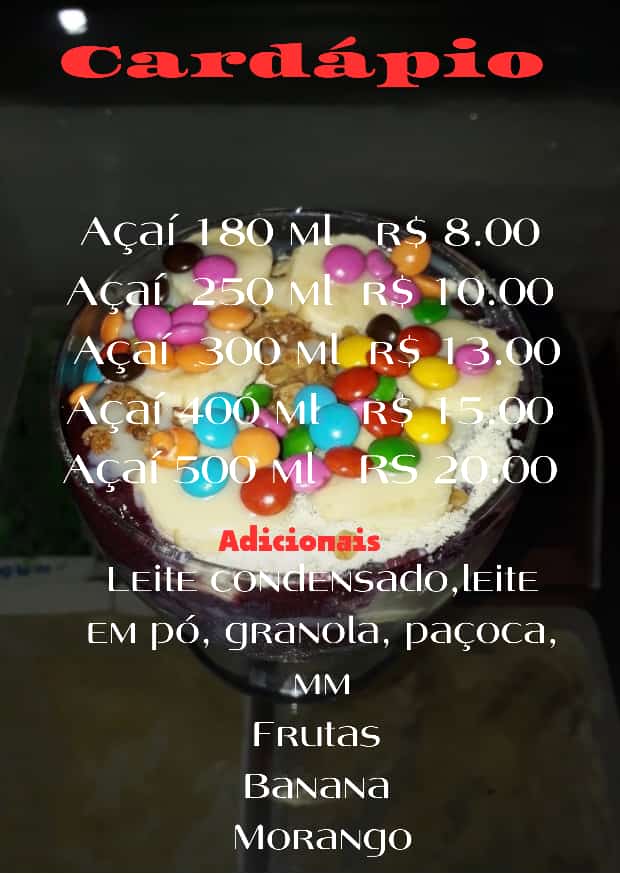 Cardápio
Açaí 180 ml R$ 8.00
Açaí 250 ml R$ 10.00
Açaí 300 ml R$ 13.00
Açaí 400 ml R$ 15,00
Açaí 500 ml RS 20.00
Adicionais
Leite condensado,leite
em pó, granola, paçoca,
mm
Frutas
Banana
Morango